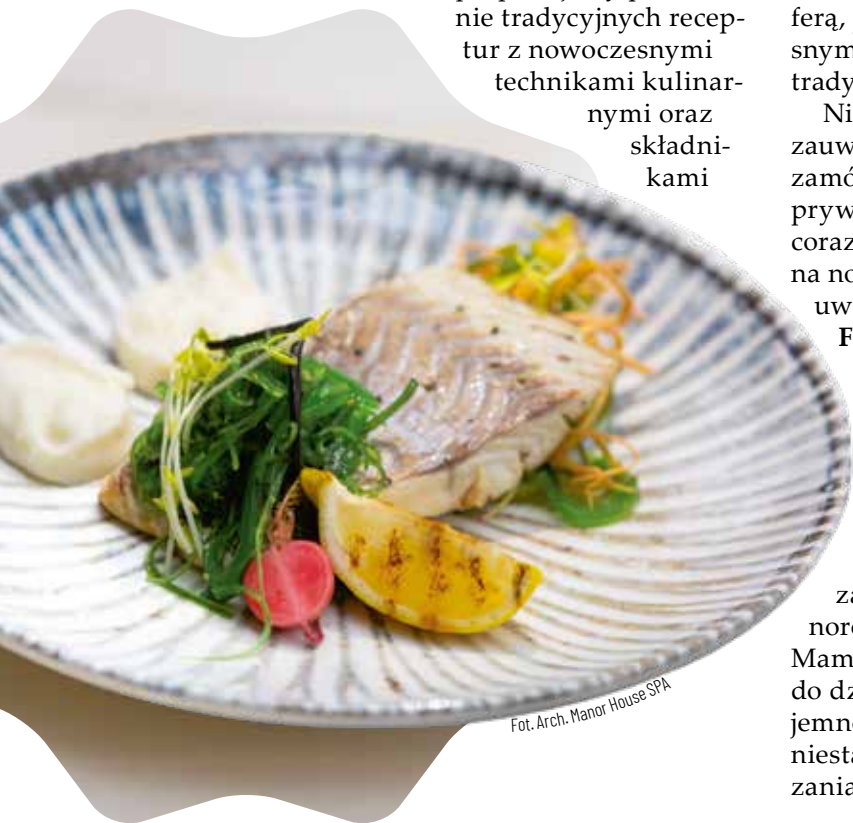 nie tradycyjnych recep-
tur z nowoczesnymi
technikami kulinar-
nymi oraz
składni-
kami
Fot. Arch. Manor House SPA
ferą,
snym
trady
Ni
zauw
zamó
pryw
coraz
na no
uw
F
za
nore
Mam
do dz
jemn
niesta
zania